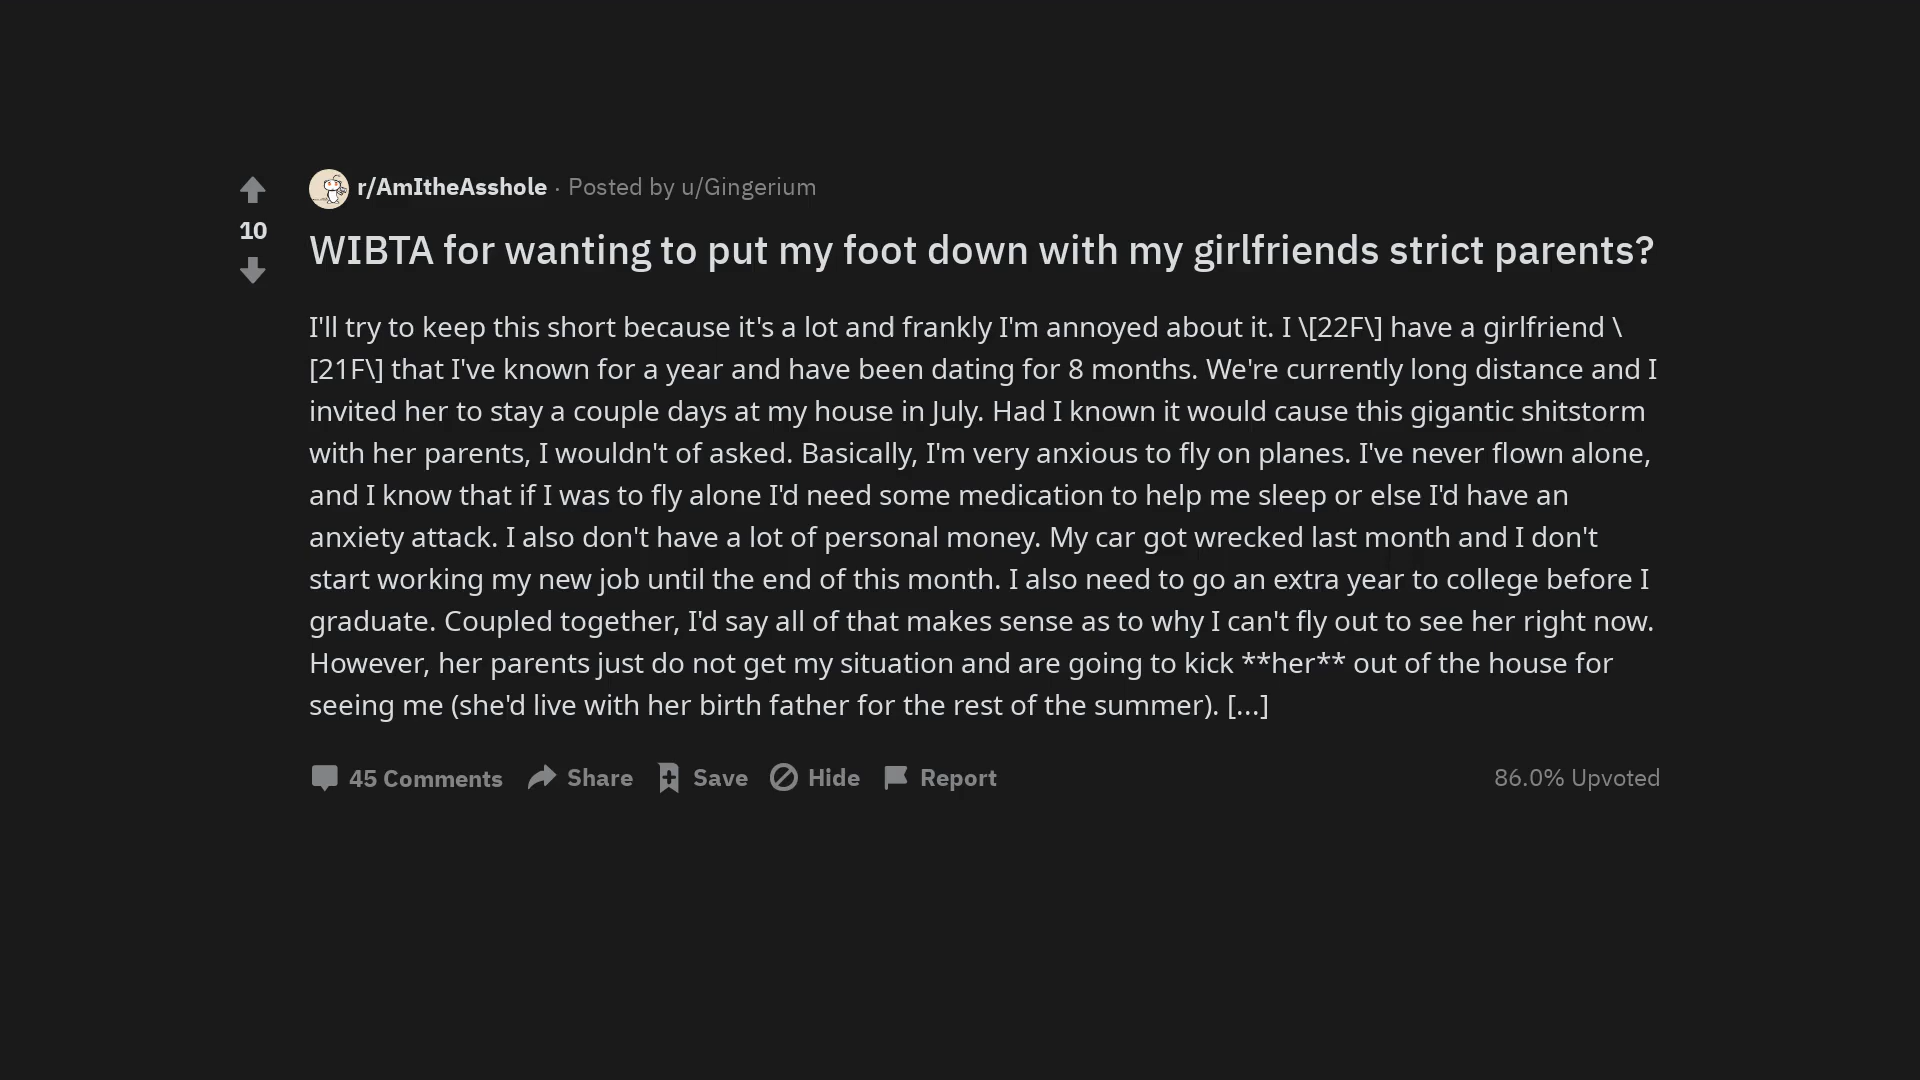 r/AmItheAsshole · Posted by u/Gingerium
10
WIBTA for wanting to put my foot down with my girlfriends strict parents?
I'll try to keep this short because it's a lot and frankly I'm annoyed about it. I \[22F\] have a girlfriend \
[21F\] that I've known for a year and have been dating for 8 months. We're currently long distance and I
invited her to stay a couple days at my house in July. Had I known it would cause this gigantic shitstorm
with her parents, I wouldn't of asked. Basically, I'm very anxious to fly on planes. I've never flown alone,
and I know that if I was to fly alone I'd need some medication to help me sleep or else I'd have an
anxiety attack. I also don't have a lot of personal money. My car got wrecked last month and I don't
start working my new job until the end of this month. I also need to go an extra year to college before I
graduate. Coupled together, I'd say all of that makes sense as to why I can't fly out to see her right now.
However, her parents just do not get my situation and are going to kick **her** out of the house for
seeing me (she'd live with her birth father for the rest of the summer). [...]
45 Comments Share Save Hide Report 86.0% Upvoted